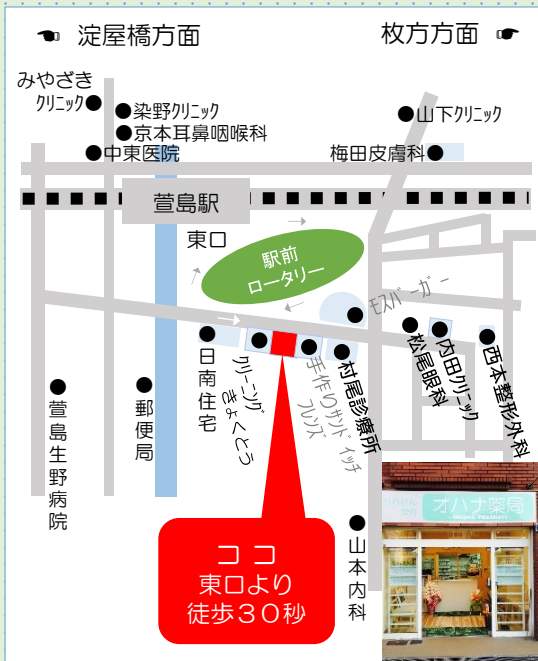 ☚ 淀屋橋方面
枚方方面 ☛
みやざき
クリニック●
●染野クリニック
●京本耳鼻咽喉科
●中東医院
●山下クリニック
梅田皮膚科●
萱島駅
東口
駅前
ロータリー
モスバーガー
日南住宅
クリーニング
きょくとう
手作りサンドイッチ
フレンズ
村尾診療所
松尾眼科
内田クリニック
西本整形外科
萱島生野病院
郵便局
山本内科
ココ
東口より
徒歩30秒
オハナ薬局